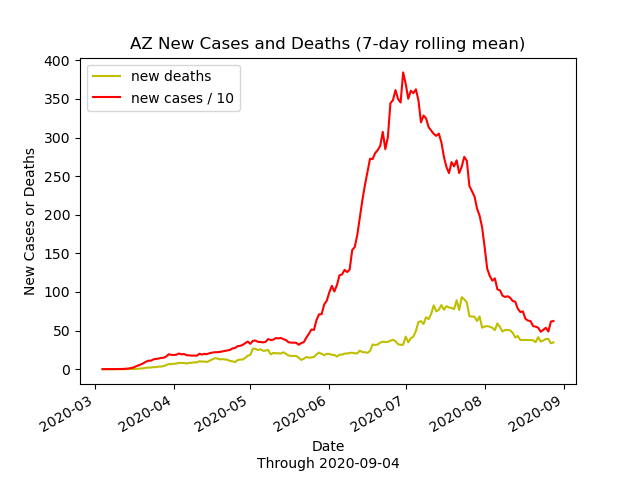 AZ New Cases and Deaths (7-day rolling mean)
new deaths
new cases / 10
400
350
300
250
200
150
100
50
0
New Cases or Deaths
2020-03
2020-04
2020-05
2020-06
2020-07
2020-08
2020-09
Date
Through 2020-09-04